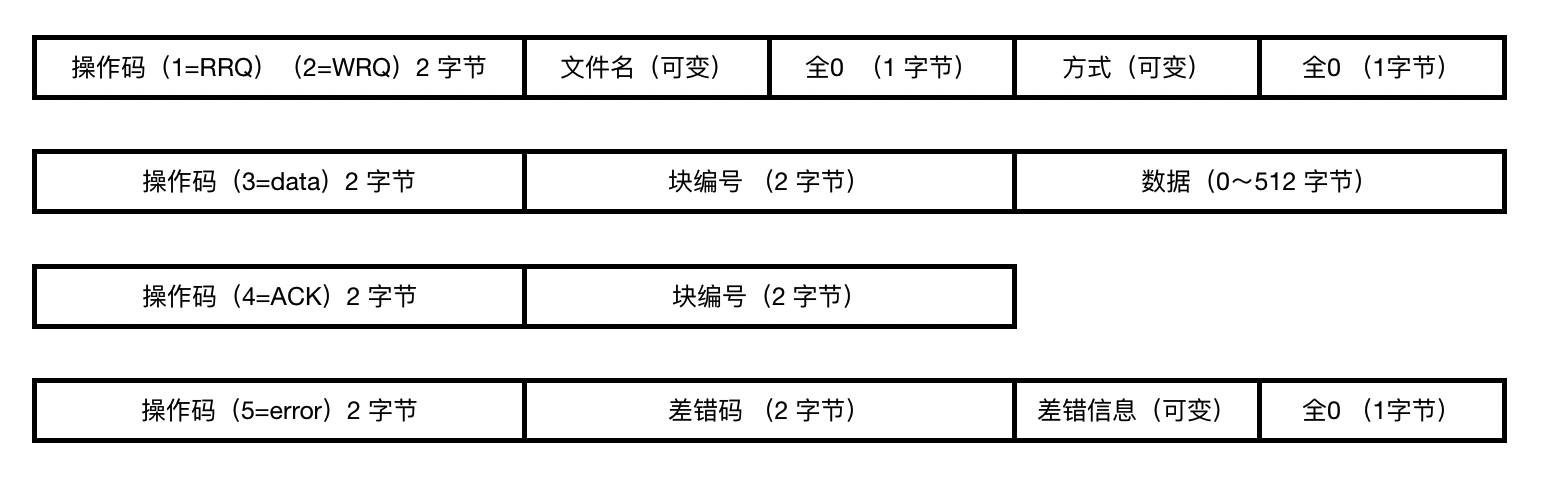 操作码（1=RRQ）（2=WRQ）2 字节 文件名（可变） 全0 （1 字节） 方式（可变） 全0 （1字节）
操作码（3=data）2 字节 块编号 （2 字节） 数据（0～512 字节）
操作码（4=ACK）2 字节 块编号（2 字节）
操作码（5=error）2 字节 差错码 （2 字节） 差错信息（可变） 全0 （1字节）